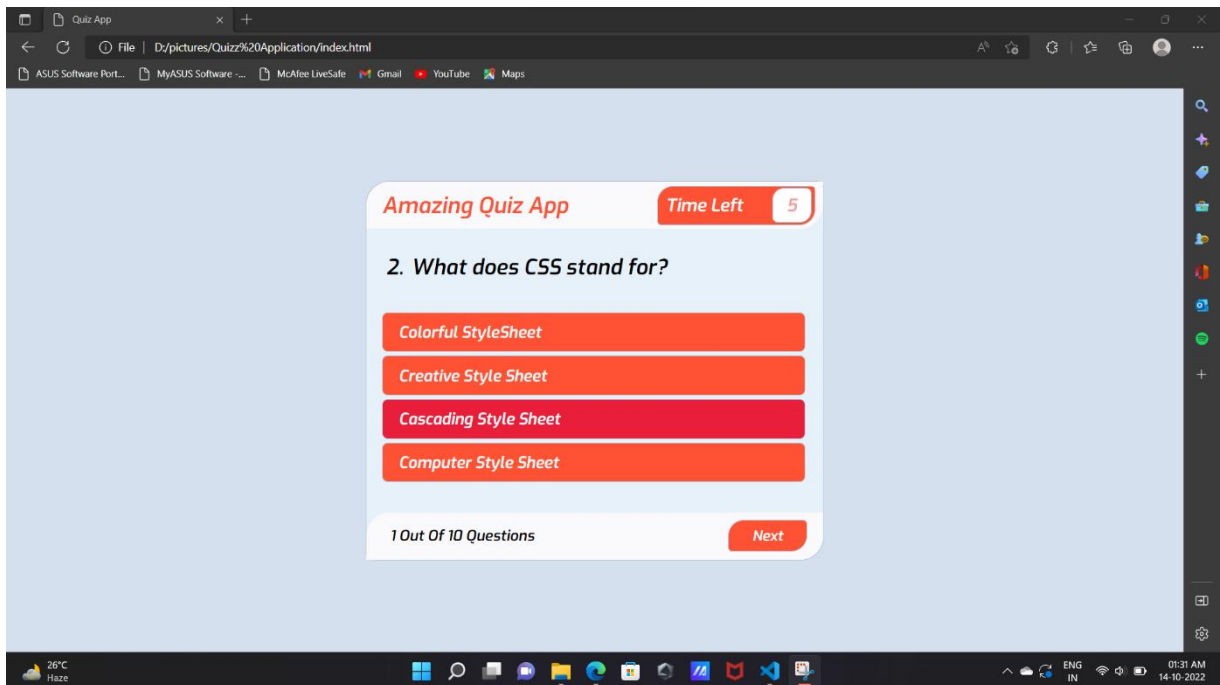 Quiz App
File | D:/pictures/Quizz%20Application/index.html
ASUS Software Port... MyASUS Software -... McAfee LiveSafe Gmail YouTube Maps
Amazing Quiz App
Time Left 5
2. What does CSS stand for?
Colorful StyleSheet
Creative Style Sheet
Cascading Style Sheet
Computer Style Sheet
1 Out Of 10 Questions
Next
26°C
Haze
ENG
IN
01:31 AM
14-10-2022